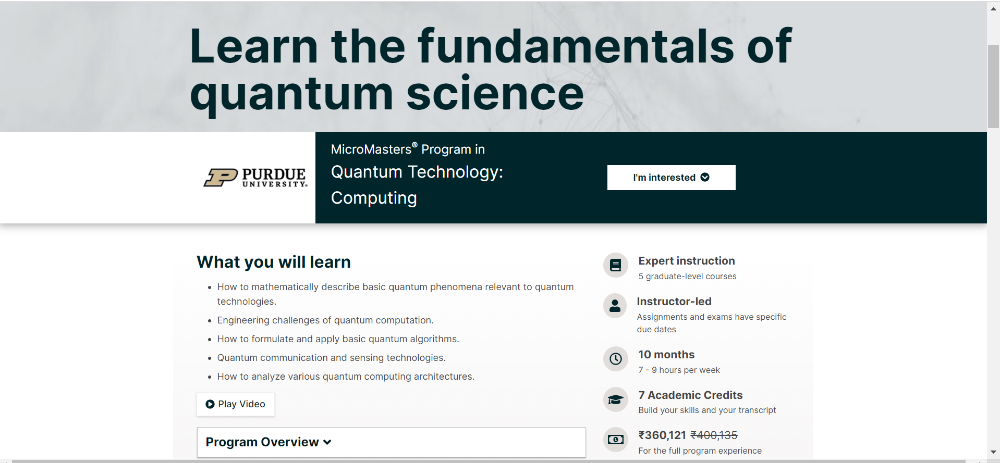 Learn the fundamentals of
quantum science
PURDUE
UNIVERSITY®
MicroMasters® Program in
Quantum Technology:
Computing
I'm interested
What you will learn
• How to mathematically describe basic quantum phenomena relevant to quantum
technologies.
• Engineering challenges of quantum computation.
• How to formulate and apply basic quantum algorithms.
• Quantum communication and sensing technologies.
• How to analyze various quantum computing architectures.
Play Video
Program Overview
Expert instruction
5 graduate-level courses
Instructor-led
Assignments and exams have specific
due dates
10 months
7 - 9 hours per week
7 Academic Credits
Build your skills and your transcript
₹360,121 ₹400,135
For the full program experience